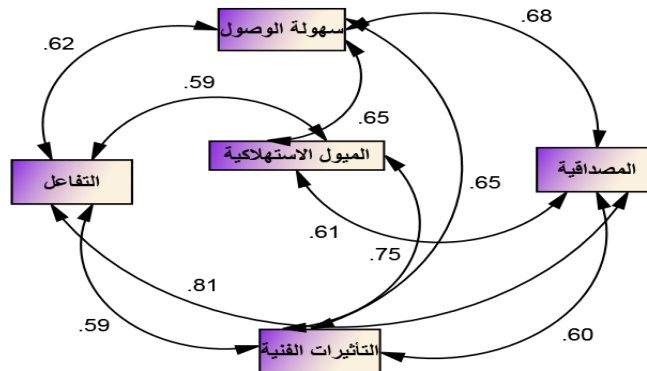 سهولة الوصول
.68
.62
.59
.65
الميول الاستهلاكية
التفاعل
المصداقية
.65
.61
.75
.81
.59
.60
التأثيرات الفنية